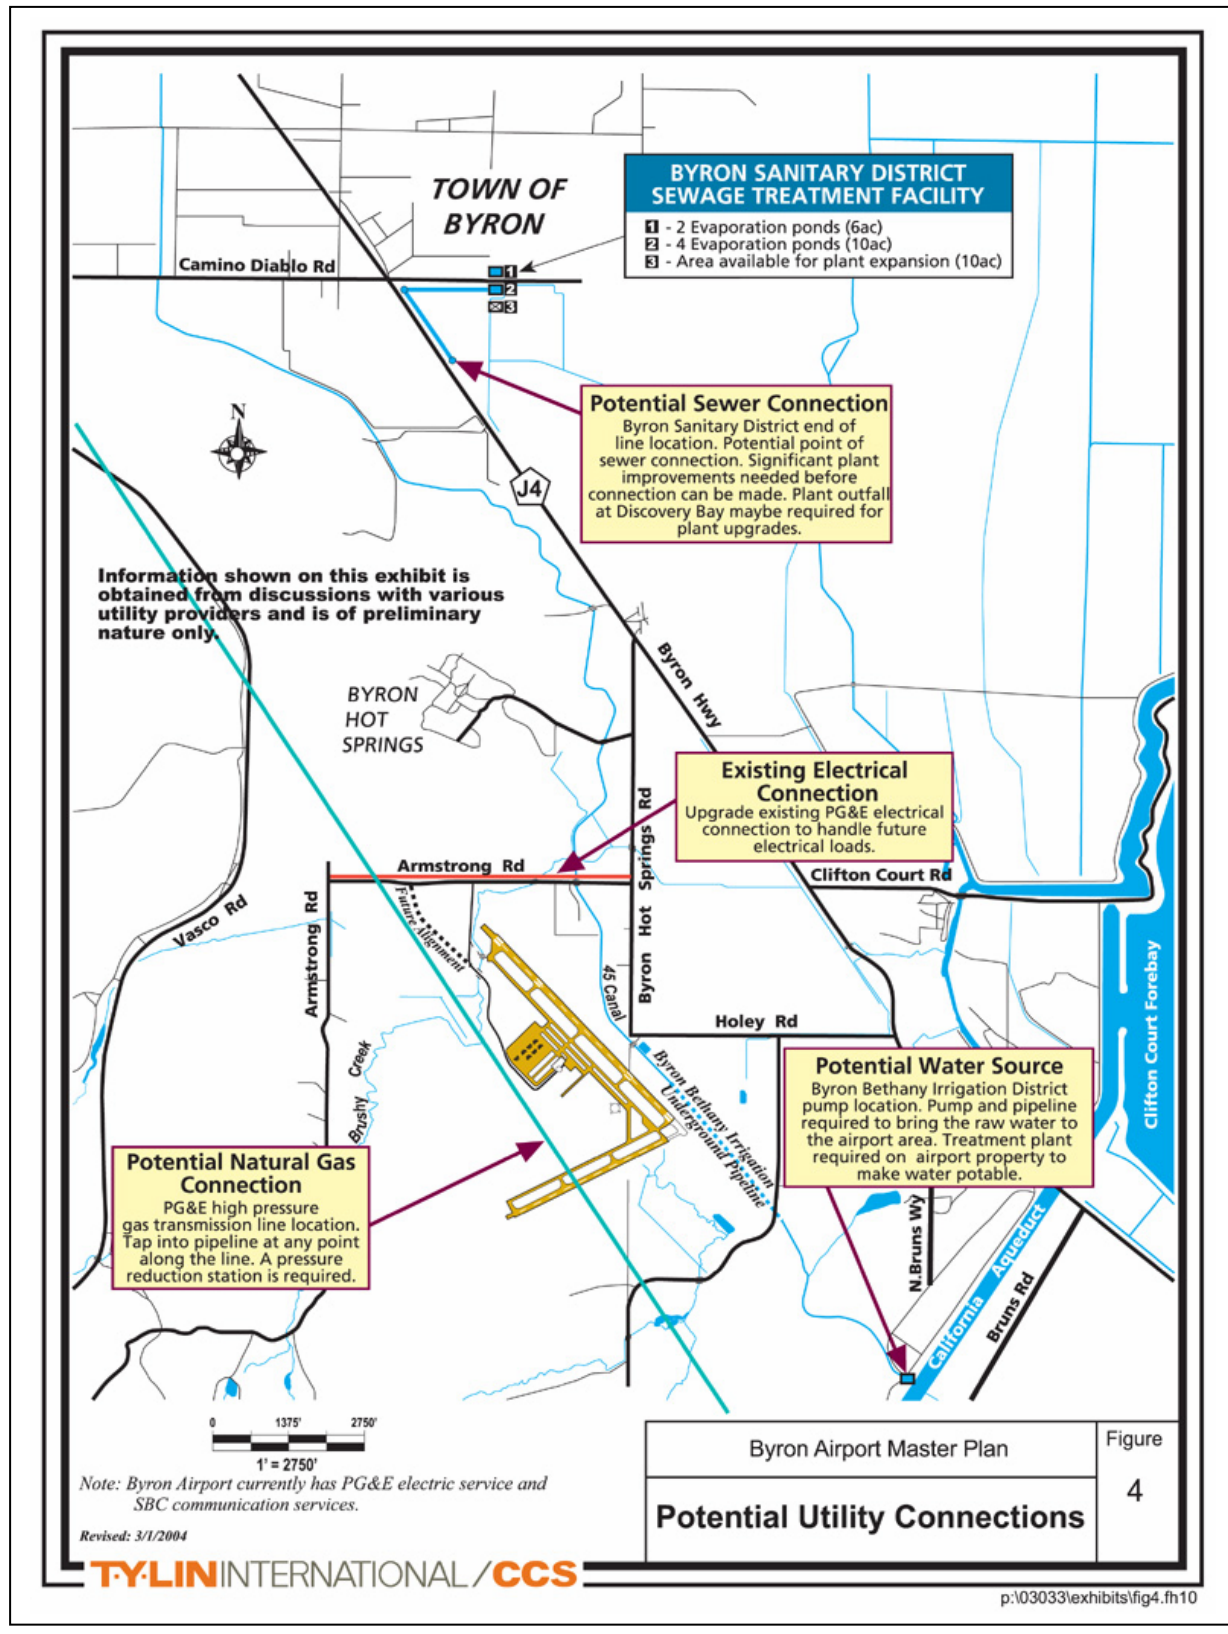 TOWN OF
BYRON
BYRON SANITARY DISTRICT
SEWAGE TREATMENT FACILITY
1 - 2 Evaporation ponds (6ac)
2 - 4 Evaporation ponds (10ac)
3 - Area available for plant expansion (10ac)
Camino Diablo Rd
1
2
3
Potential Sewer Connection
Byron Sanitary District end of
line location. Potential point of
sewer connection. Significant plant
improvements needed before
connection can be made. Plant outfall
at Discovery Bay maybe required for
plant upgrades.
N
J4
Information shown on this exhibit is
obtained from discussions with various
utility providers and is of preliminary
nature only.
Byron Hwy
BYRON
HOT
SPRINGS
Existing Electrical
Connection
Upgrade existing PG&E electrical
connection to handle future
electrical loads.
Armstrong Rd
Byron Hot Springs Rd
Clifton Court Rd
Vasco Rd
Armstrong Rd
Future Alignment
45 Canal
Clifton Court Forebay
Holey Rd
Brushy Creek
Byron Bethany Irrigation
Underground Pipeline
Potential Water Source
Byron Bethany Irrigation District
pump location. Pump and pipeline
required to bring the raw water to
the airport area. Treatment plant
required on airport property to
make water potable.
Potential Natural Gas
Connection
PG&E high pressure
gas transmission line location.
Tap into pipeline at any point
along the line. A pressure
reduction station is required.
N.Bruns Wy
California Aqueduct
Bruns Rd
0 1375' 2750'
1' = 2750'
Note: Byron Airport currently has PG&E electric service and
SBC communication services.
Revised: 3/1/2004
Byron Airport Master Plan
Figure
4
Potential Utility Connections
T·Y·LIN INTERNATIONAL/CCS
p:\03033\exhibits\fig4.fh10